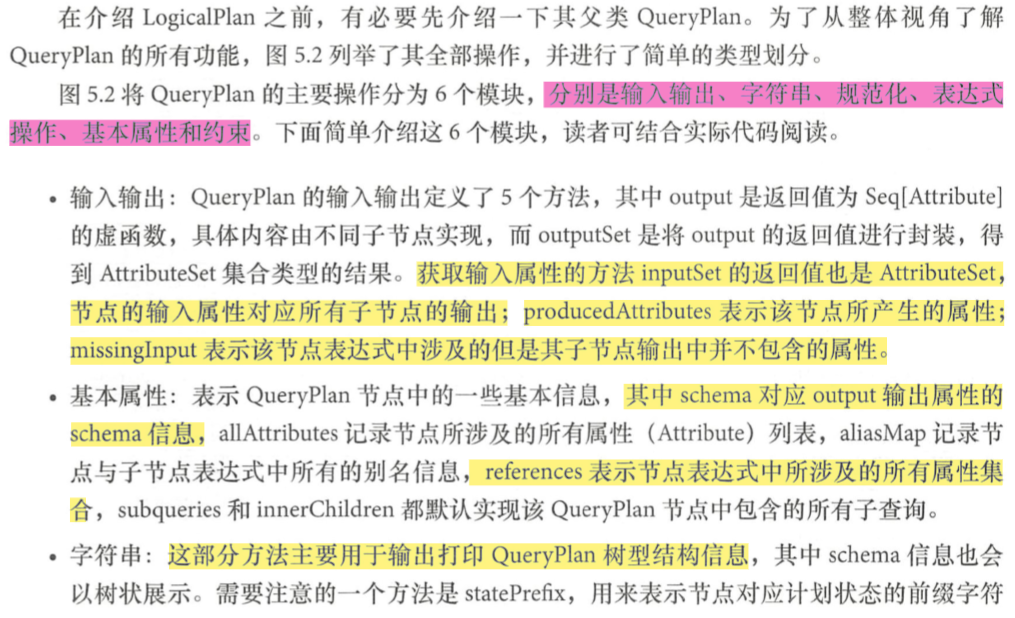 在介绍 LogicalPlan 之前，有必要先介绍一下其父类 QueryPlan。为了从整体视角了解
QueryPlan 的所有功能，图 5.2 列举了其全部操作，并进行了简单的类型划分。
图 5.2 将 QueryPlan 的主要操作分为 6 个模块，分别是输入输出、字符串、规范化、表达式
操作、基本属性和约束。下面简单介绍这 6 个模块，读者可结合实际代码阅读。
• 输入输出：QueryPlan 的输入输出定义了 5 个方法，其中 output 是返回值为 Seq[Attribute]
的虚函数，具体内容由不同子节点实现，而 outputSet 是将 output 的返回值进行封装，得
到 AttributeSet 集合类型的结果。获取输入属性的方法 inputSet 的返回值也是 AttributeSet，
节点的输入属性对应所有子节点的输出；producedAttributes 表示该节点所产生的属性；
missingInput 表示该节点表达式中涉及的但是其子节点输出中并不包含的属性。
• 基本属性：表示 QueryPlan 节点中的一些基本信息，其中 schema 对应 output 输出属性的
schema 信息，allAttributes 记录节点所涉及的所有属性（Attribute）列表，aliasMap 记录节
点与子节点表达式中所有的别名信息，references 表示节点表达式中所涉及的所有属性集
合，subqueries 和 innerChildren 都默认实现该 QueryPlan 节点中包含的所有子查询。
• 字符串：这部分方法主要用于输出打印 QueryPlan 树型结构信息，其中 schema 信息也会
以树状展示。需要注意的一个方法是 statePrefix，用来表示节点对应计划状态的前缀字符